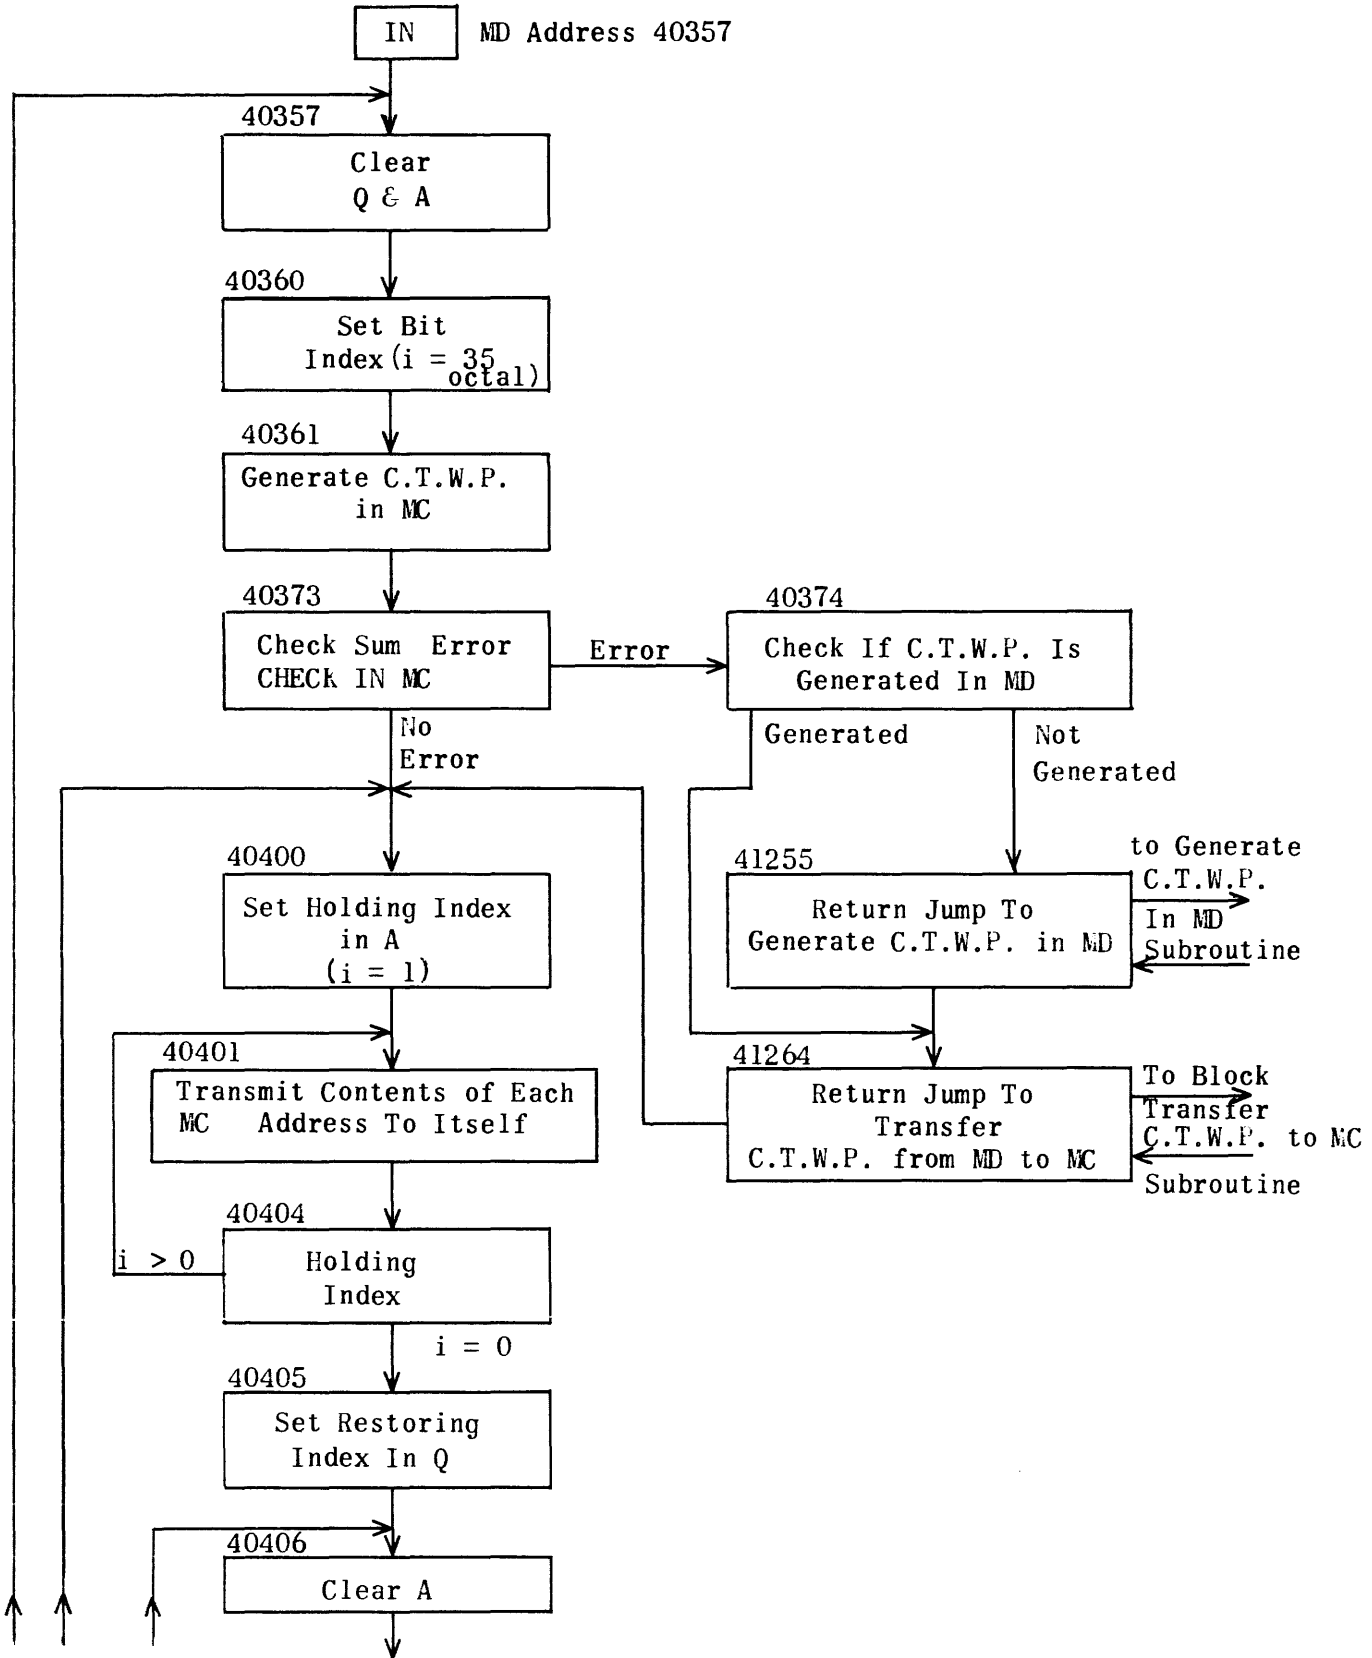 IN
MD Address 40357
40357
Clear
Q & A
40360
Set Bit
Index (i = 35
octal)
40361
Generate C.T.W.P.
in MC
40373
Check Sum Error
CHECK IN MC
Error
40374
Check If C.T.W.P. Is
Generated In MD
No
Error
Generated
Not
Generated
40400
Set Holding Index
in A
(i = 1)
41255
Return Jump To
Generate C.T.W.P. in MD
to Generate
C.T.W.P.
In MD
Subroutine
40401
Transmit Contents of Each
MC Address To Itself
41264
Return Jump To
Transfer
C.T.W.P. from MD to MC
To Block
Transfer
C.T.W.P. to MC
Subroutine
40404
i > 0
Holding
Index
i = 0
40405
Set Restoring
Index In Q
40406
Clear A